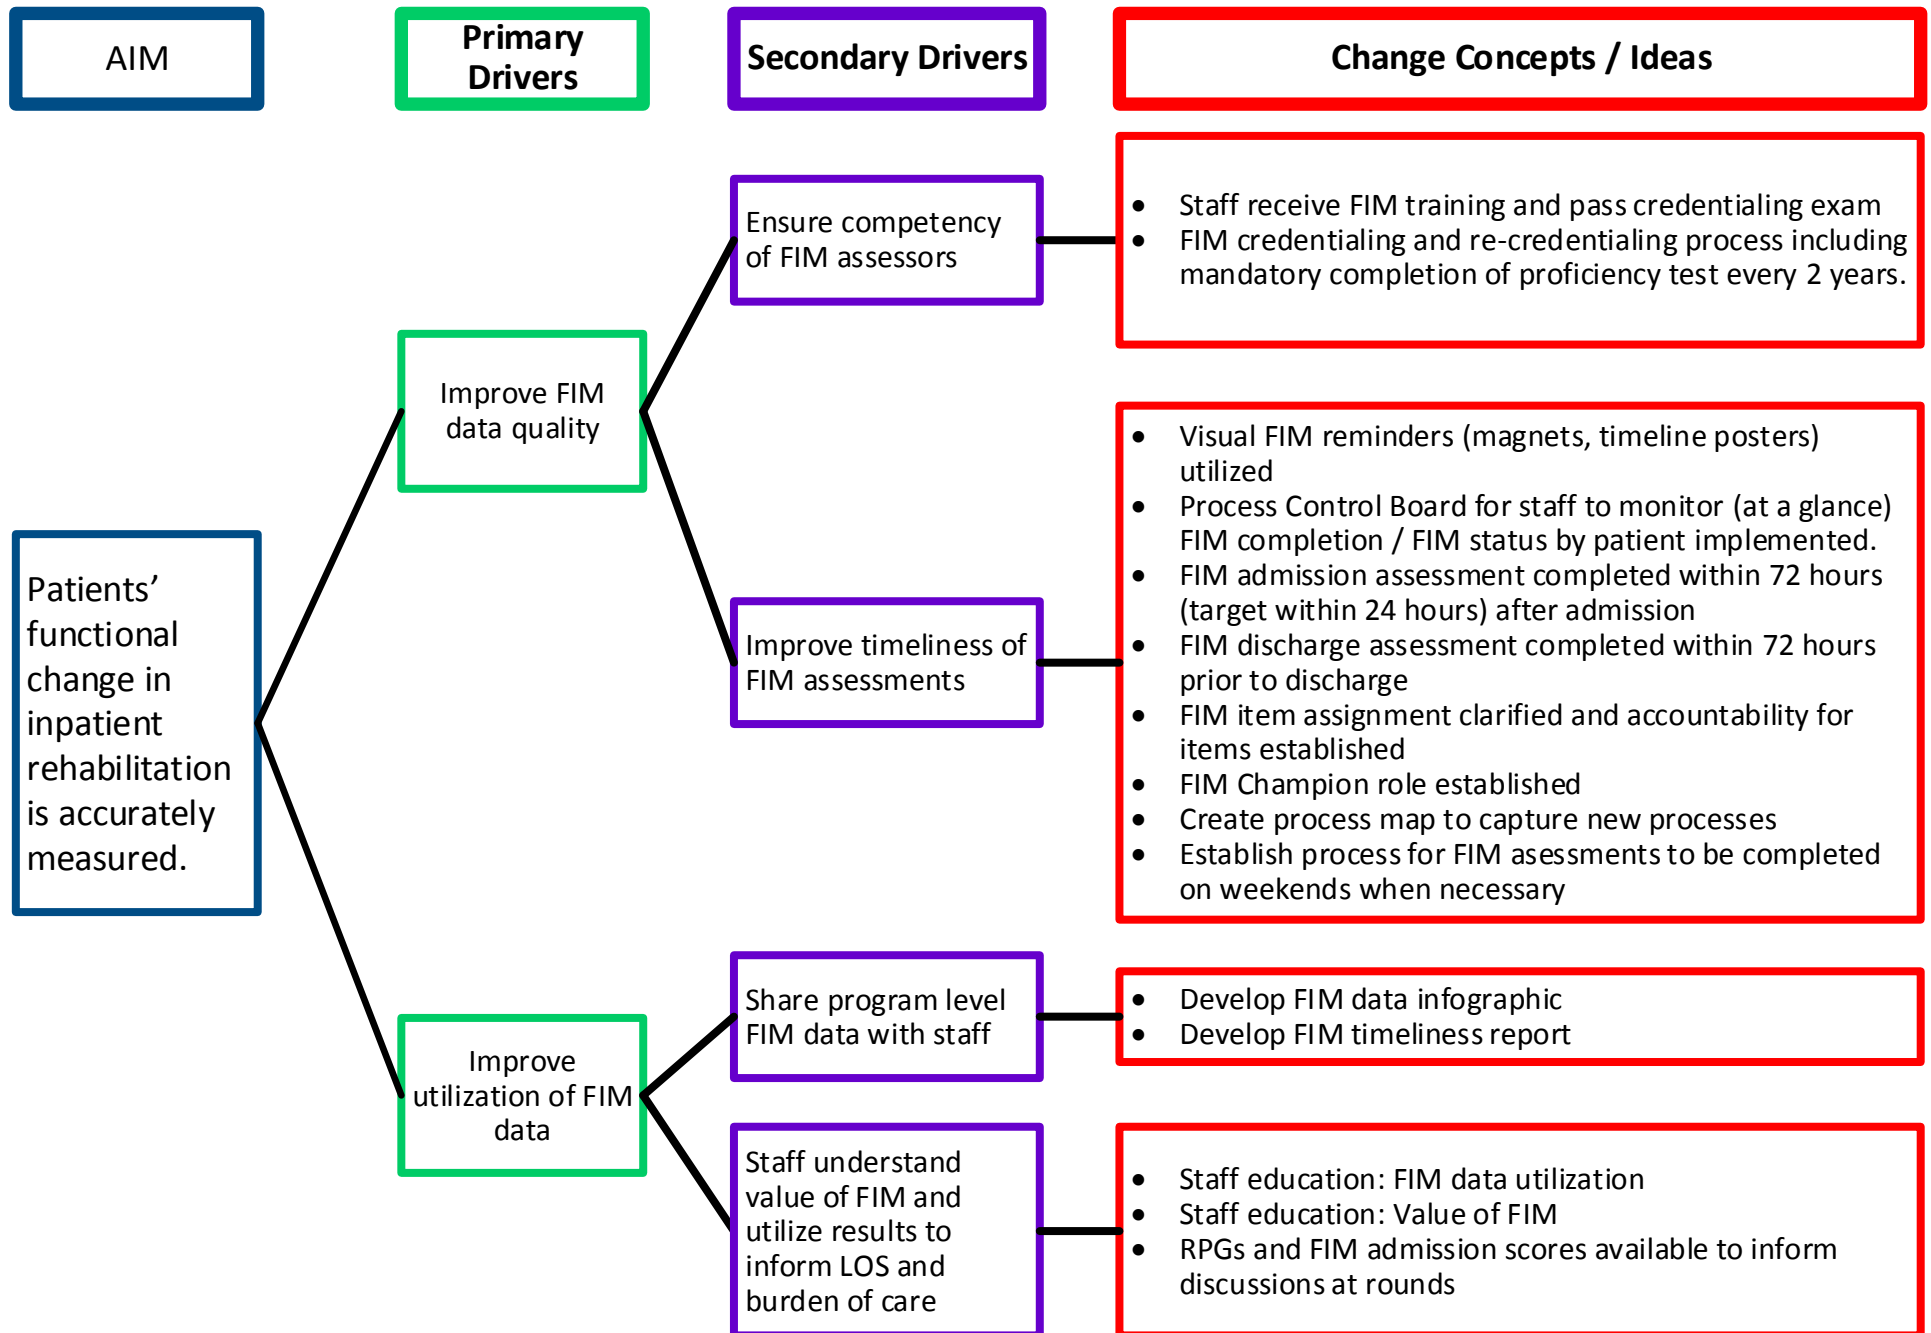 AIM
Primary
Drivers
Secondary Drivers
Change Concepts / Ideas
Patients’
functional
change in
inpatient
rehabilitation
is accurately
measured.
Improve FIM
data quality
Ensure competency
of FIM assessors
• Staff receive FIM training and pass credentialing exam
• FIM credentialing and re-credentialing process including
mandatory completion of proficiency test every 2 years.
Improve timeliness of
FIM assessments
• Visual FIM reminders (magnets, timeline posters)
utilized
• Process Control Board for staff to monitor (at a glance)
FIM completion / FIM status by patient implemented.
• FIM admission assessment completed within 72 hours
(target within 24 hours) after admission
• FIM discharge assessment completed within 72 hours
prior to discharge
• FIM item assignment clarified and accountability for
items established
• FIM Champion role established
• Create process map to capture new processes
• Establish process for FIM asessments to be completed
on weekends when necessary
Improve
utilization of FIM
data
Share program level
FIM data with staff
• Develop FIM data infographic
• Develop FIM timeliness report
Staff understand
value of FIM and
utilize results to
inform LOS and
burden of care
• Staff education: FIM data utilization
• Staff education: Value of FIM
• RPGs and FIM admission scores available to inform
discussions at rounds